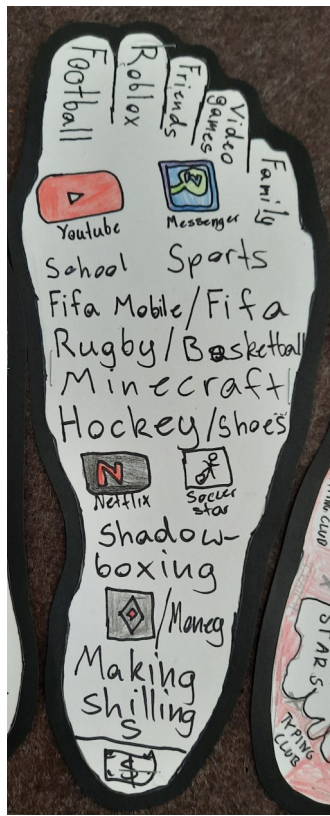 Football
Roblox
Friends
Video
games
Family
Youtube
Messenger
School Sports
Fifa Mobile/Fifa
Rugby/Basketball
Minecraft
Hockey/shoes
N
Netflix
Soccer
star
Shadow-
boxing
/Money
Making
shilling
s
STARS
TYPING
CLUB